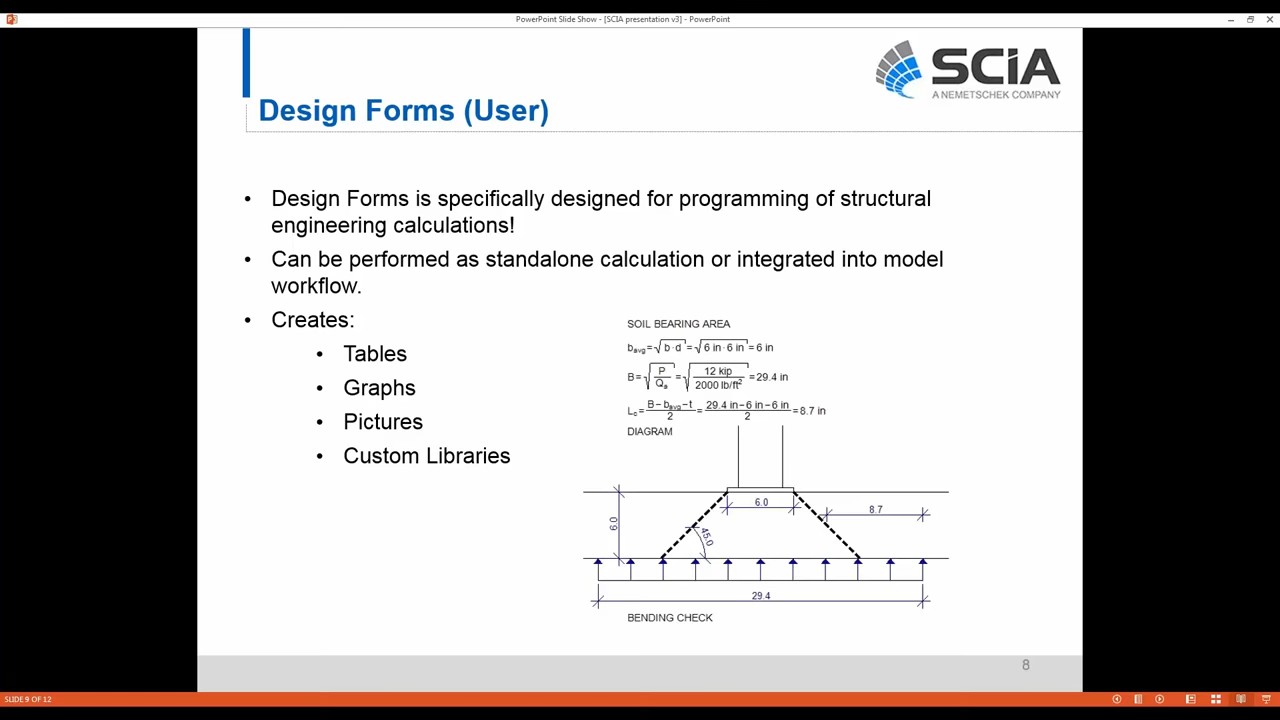 PowerPoint Slide Show - [SCIA presentation v3] - PowerPoint
SCiA
A NEMETSCHEK COMPANY
Design Forms (User)
• Design Forms is specifically designed for programming of structural
engineering calculations!
• Can be performed as standalone calculation or integrated into model
workflow.
• Creates:
• Tables
• Graphs
• Pictures
• Custom Libraries
SOIL BEARING AREA
bavg=√b·d=√6 in·6 in=6 in
B=√P/Qa=√12 kip/2000 lb/ft²=29.4 in
Lc=B−bavg−t/2=29.4 in−6 in−6 in/2=8.7 in
DIAGRAM
6.0
8.7
6.0
45.0
29.4
BENDING CHECK
8
SLIDE 9 OF 12